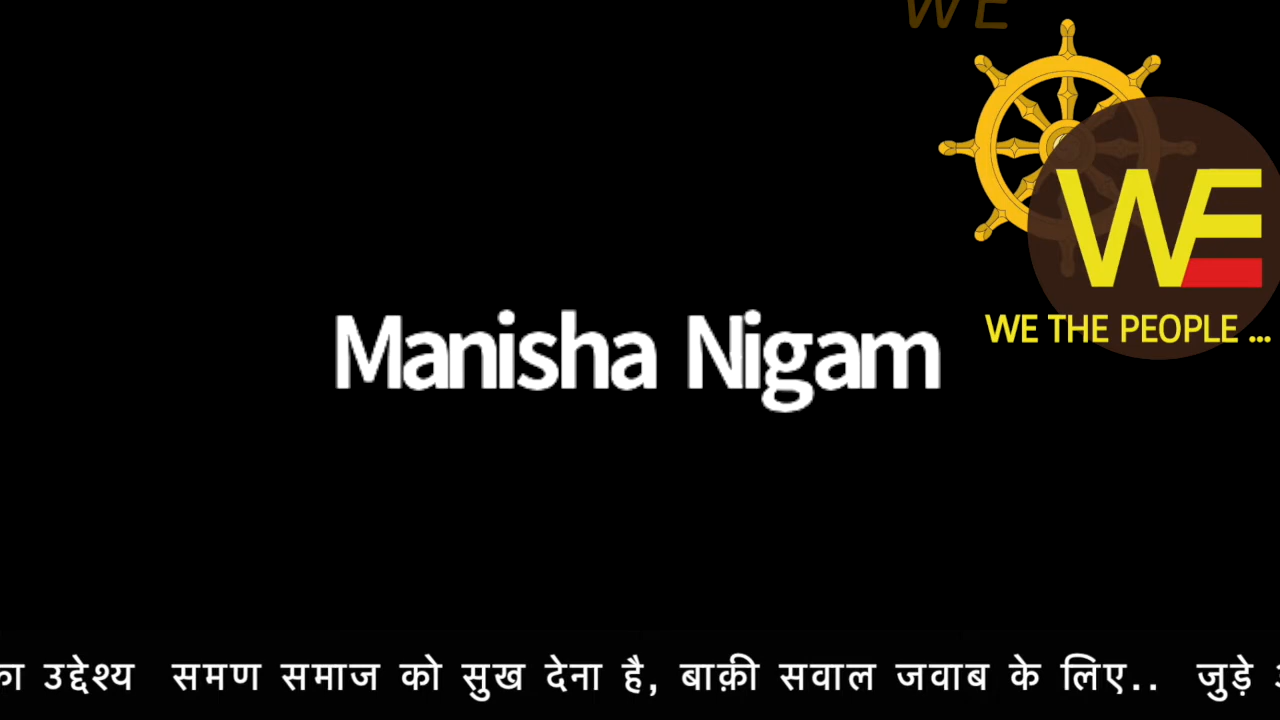 WE
WE
WE THE PEOPLE ...
Manisha Nigam
का उद्देश्य समण समाज को सुख देना है, बाक़ी सवाल जवाब के लिए.. जुड़े